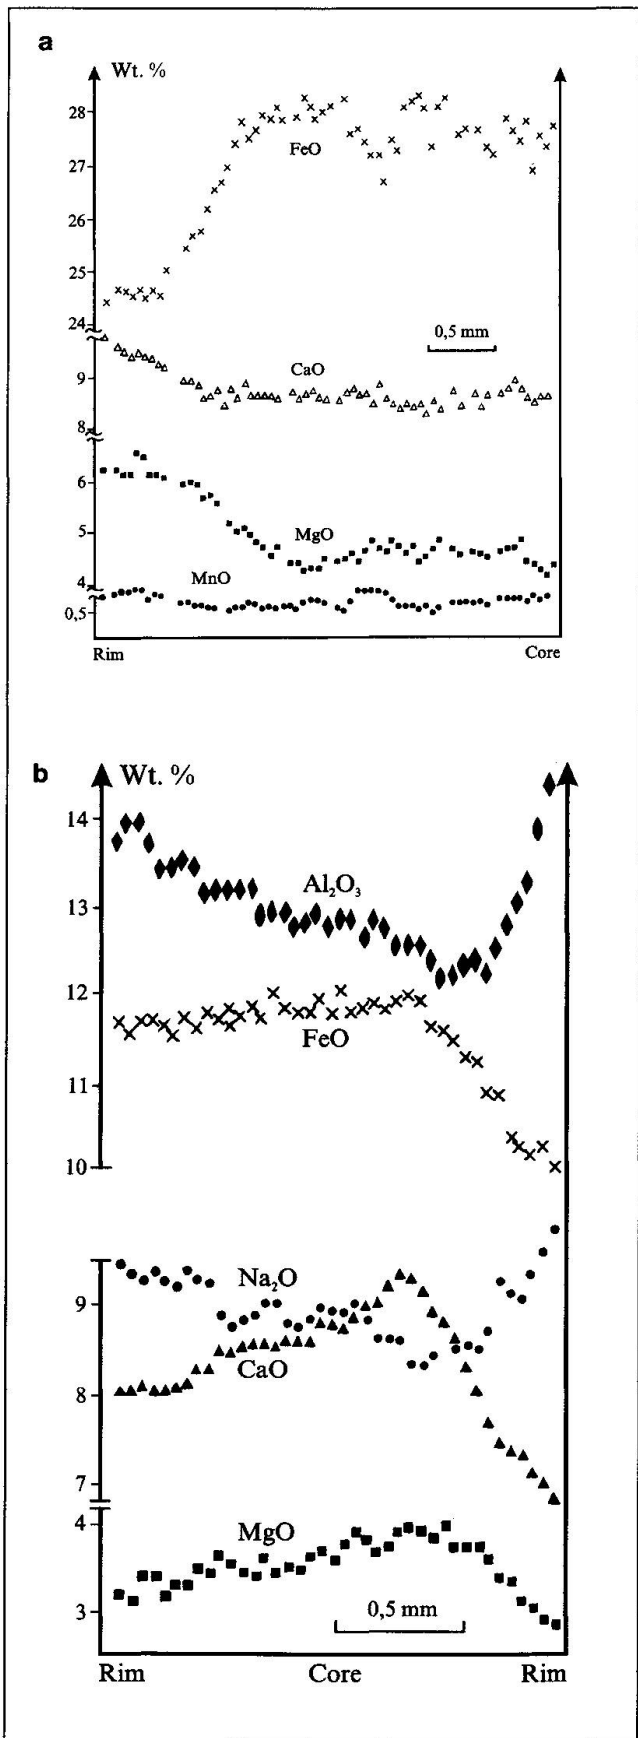 a
Wt. %
28
FeO
27
26
25
0,5 mm
24
CaO
9
8
6
MgO
5
MnO
4
0,5
Rim Core
b
Wt. %
14
Al₂O₃
13
12
FeO
11
10
Na₂O
9
CaO
8
7
MgO
4
0,5 mm
3
Rim Core Rim